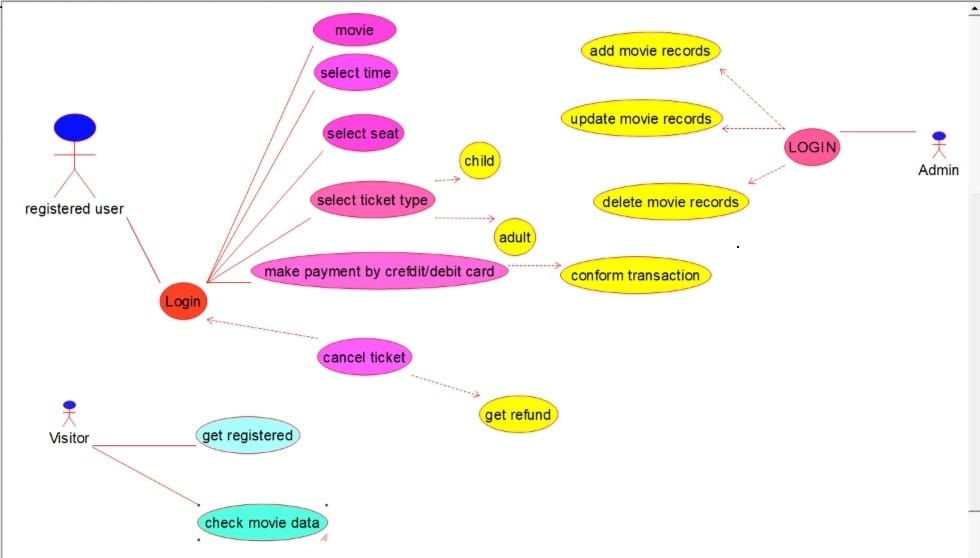 movie
select time
select seat
select ticket type
child
adult
make payment by crefdit/debit card
conform transaction
registered user
Login
cancel ticket
get refund
Visitor
get registered
check movie data
add movie records
update movie records
delete movie records
LOGIN
Admin